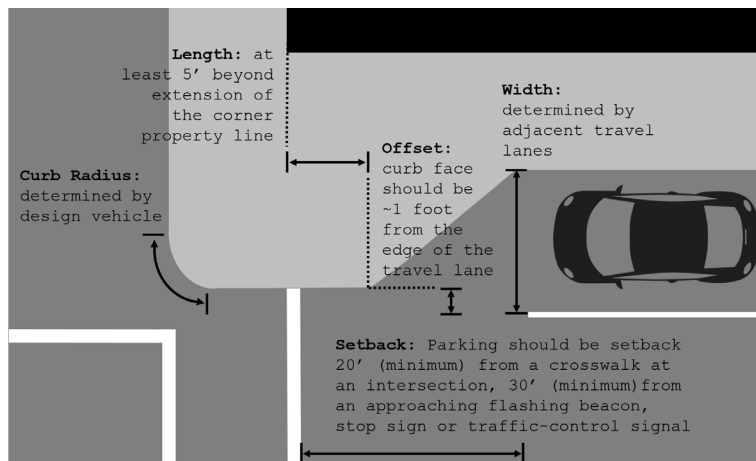 Length: at
least 5’ beyond
extension of
the corner
property line
Width:
determined by
adjacent travel
lanes
Offset:
curb face
should be
~1 foot
from the
edge of the
travel lane
Curb Radius:
determined by
design vehicle
Setback: Parking should be setback
20’ (minimum) from a crosswalk at
an intersection, 30’ (minimum)from
an approaching flashing beacon,
stop sign or traffic-control signal